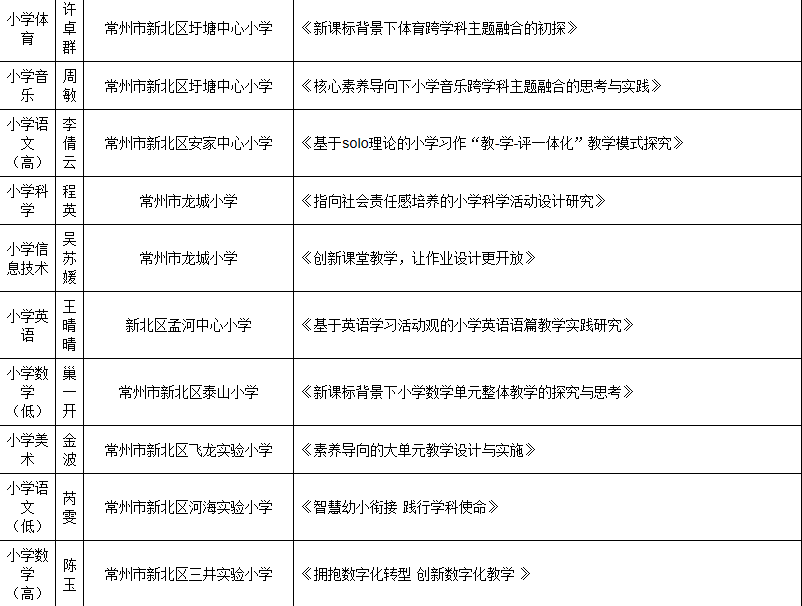 小学体育 许卓群 常州市新北区圩塘中心小学 《新课标背景下体育跨学科主题融合的初探》
小学音乐 周敏 常州市新北区圩塘中心小学 《核心素养导向下小学音乐跨学科主题融合的思考与实践》
小学语文（高） 李倩云 常州市新北区安家中心小学 《基于solo理论的小学习作“教-学-评一体化”教学模式探究》
小学科学 程英 常州市龙城小学 《指向社会责任感培养的小学科学活动设计研究》
小学信息技术 吴苏媛 常州市龙城小学 《创新课堂教学，让作业设计更开放》
小学英语 王晴晴 新北区孟河中心小学 《基于英语学习活动观的小学英语语篇教学实践研究》
小学数学（低） 巢一开 常州市新北区泰山小学 《新课标背景下小学数学单元整体教学的探究与思考》
小学美术 金波 常州市新北区飞龙实验小学 《素养导向的大单元教学设计与实施》
小学语文（低） 芮雯 常州市新北区河海实验小学 《智慧幼小衔接 践行学科使命》
小学数学（高） 陈玉 常州市新北区三井实验小学 《拥抱数字化转型 创新数字化教学 》